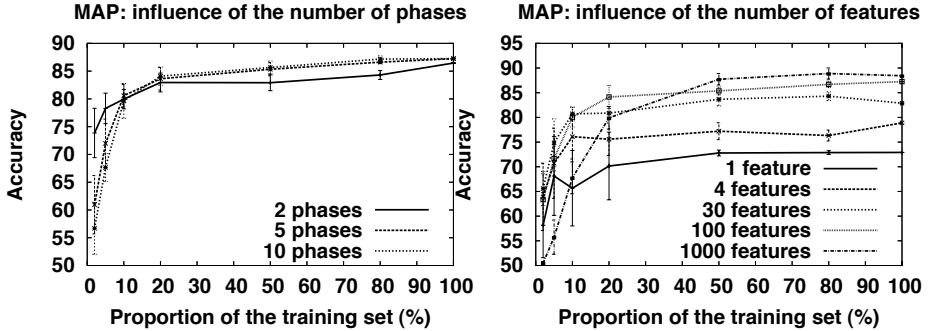 MAP: influence of the number of phases
90
85
80
75
70
65
60
55
50
Accuracy
2 phases
5 phases
10 phases
0 10 20 30 40 50 60 70 80 90 100
Proportion of the training set (%)
MAP: influence of the number of features
95
90
85
80
75
70
65
60
55
50
Accuracy
1 feature
4 features
30 features
100 features
1000 features
0 10 20 30 40 50 60 70 80 90 100
Proportion of the training set (%)